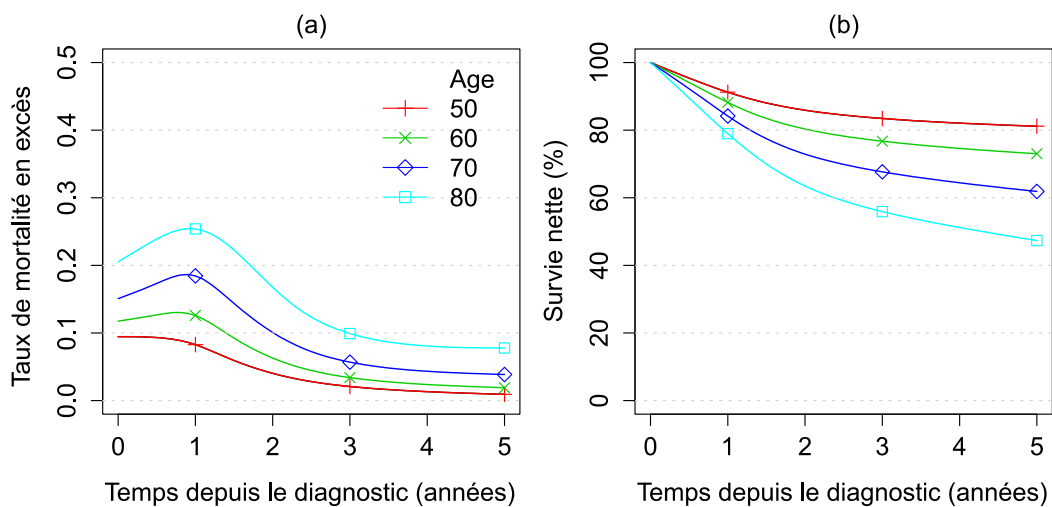 (a)
Taux de mortalité en excès
0.5
0.4
0.3
0.2
0.1
0.0
Age
50
60
70
80
0 1 3 4 5
Temps depuis le diagnostic (années)
(b)
Survie nette (%)
100
80
60
40
20
0
0 1 3 4 5
Temps depuis le diagnostic (années)